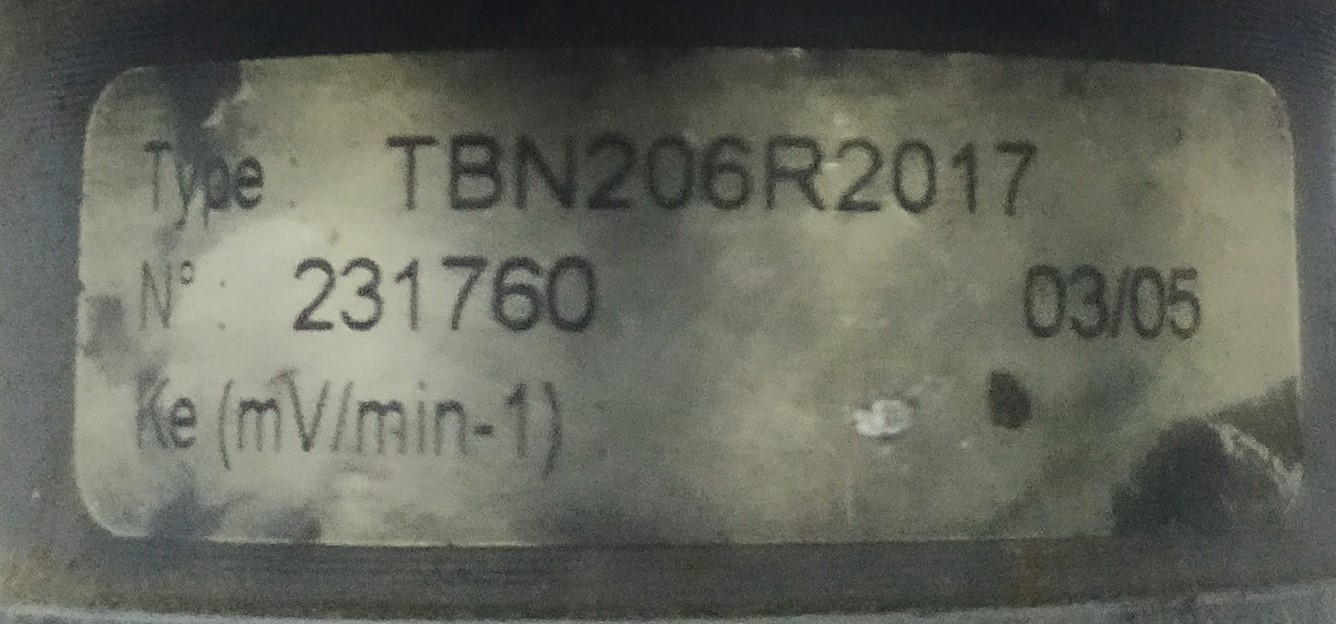 Type : TBN206R2017
N° : 231760 03/05
Ke (mV/min-1) :